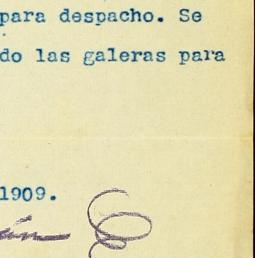 para despacho. Se
do las galeras para
1909.